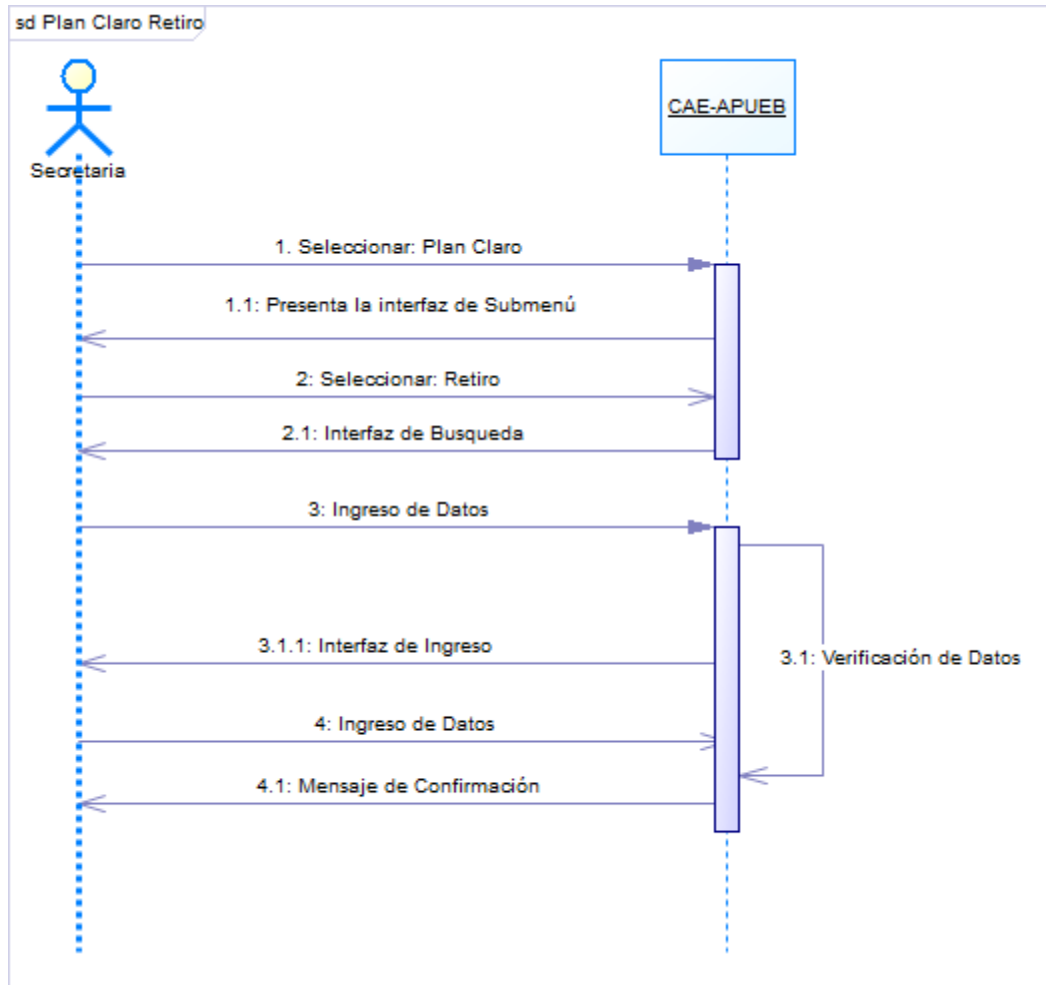 sd Plan Claro Retiro
Secretaria
CAE-APUEB
1. Seleccionar: Plan Claro
1.1: Presenta la interfaz de Submenú
2: Seleccionar: Retiro
2.1: Interfaz de Busqueda
3: Ingreso de Datos
3.1.1: Interfaz de Ingreso
3.1: Verificación de Datos
4: Ingreso de Datos
4.1: Mensaje de Confirmación